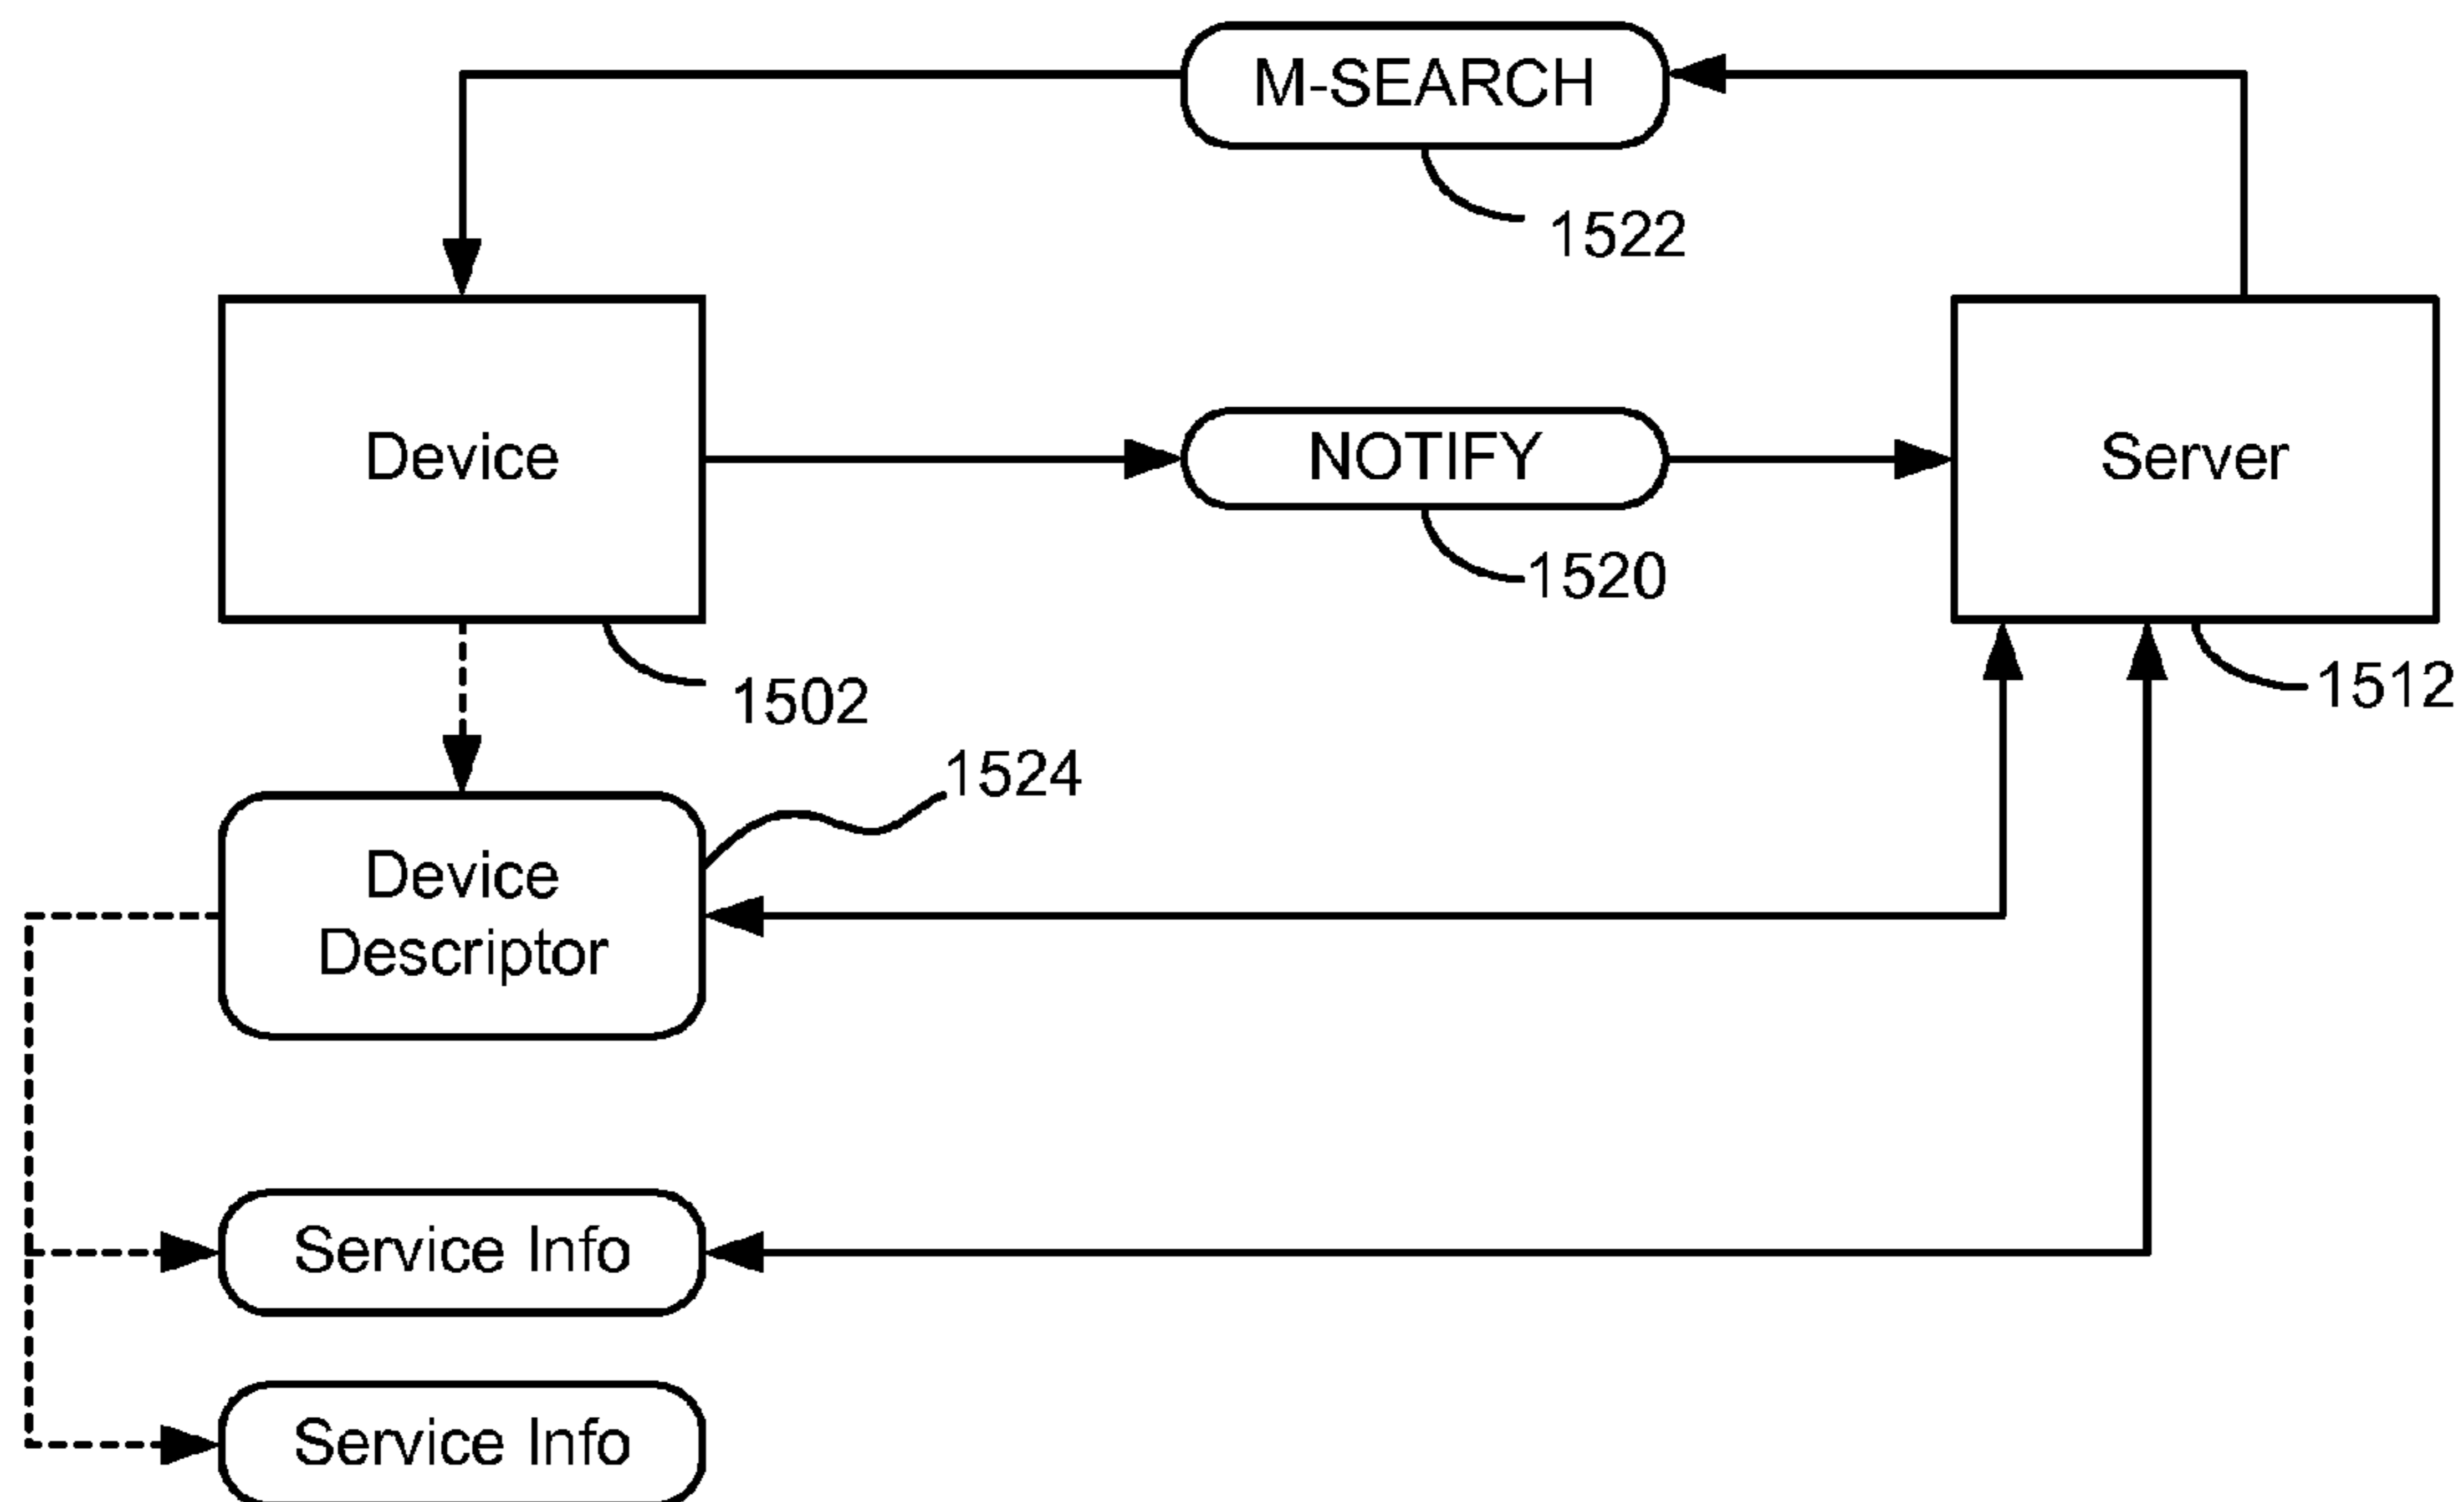 M-SEARCH
1522
Device
NOTIFY
Server
1520
1502
1512
1524
Device
Descriptor
Service Info
Service Info